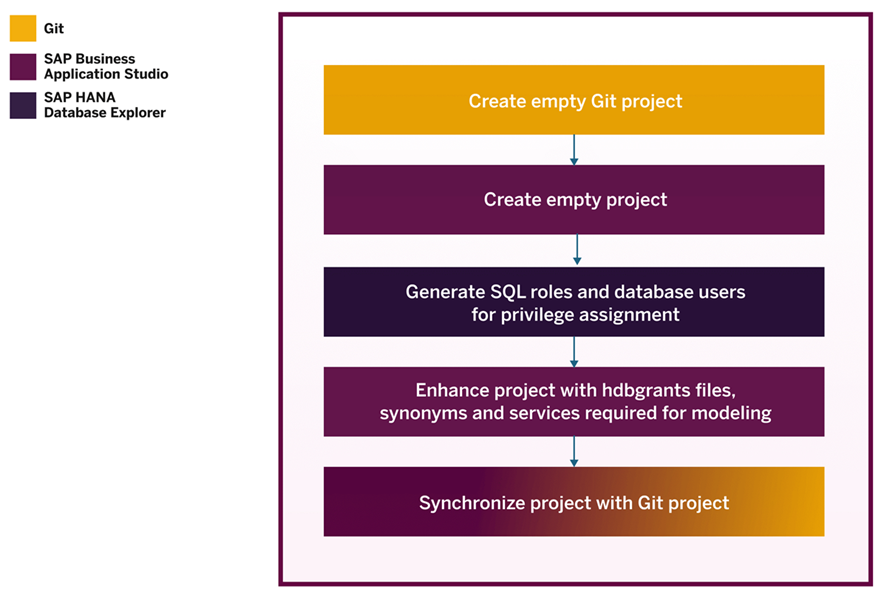 Git
SAP Business
Application Studio
SAP HANA
Database Explorer
Create empty Git project
Create empty project
Generate SQL roles and database users
for privilege assignment
Enhance project with hdbgrants files,
synonyms and services required for modeling
Synchronize project with Git project